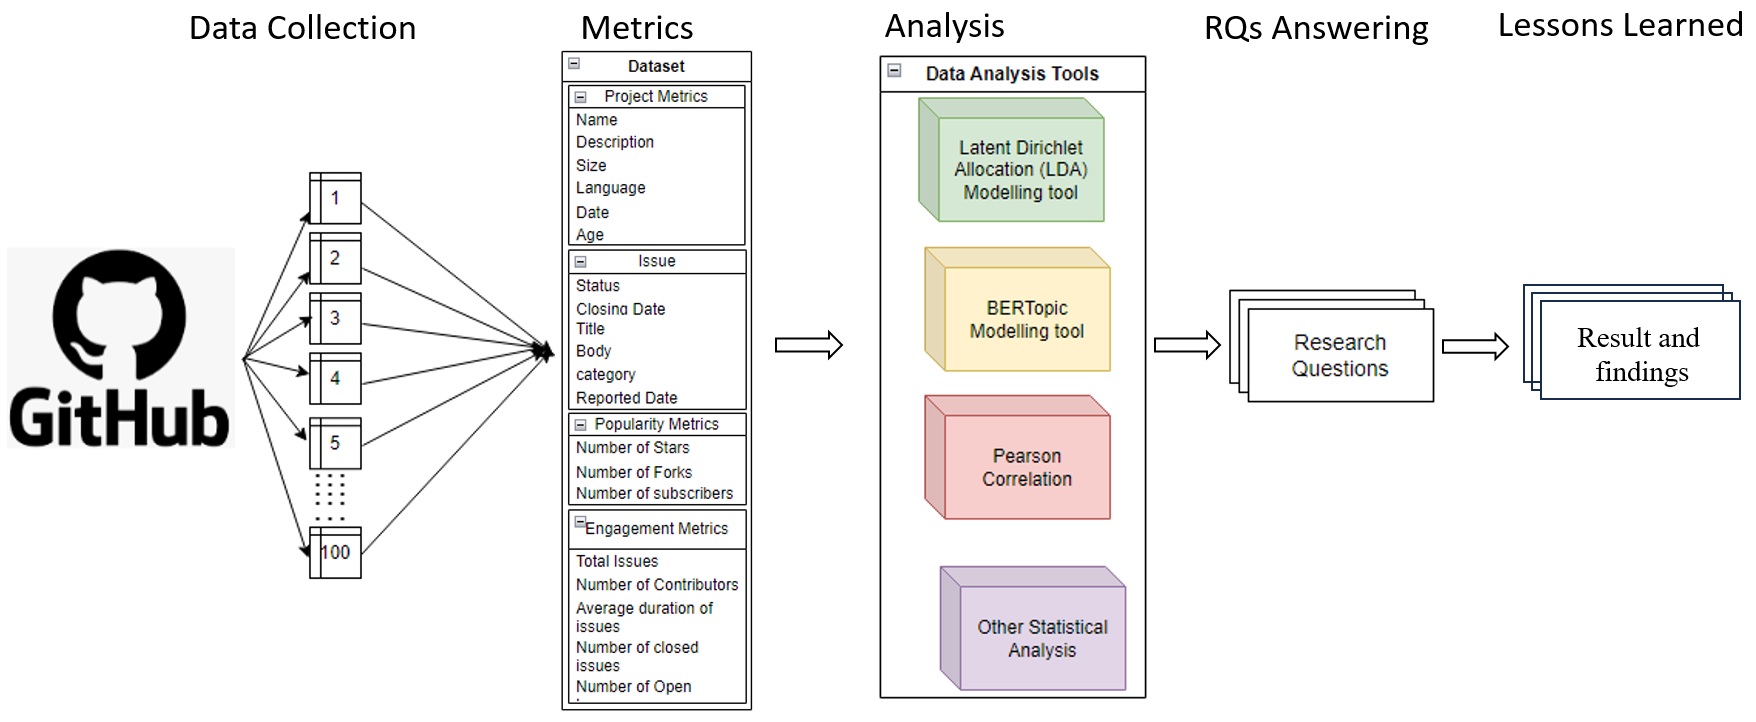 Data Collection
Metrics
Analysis
RQs Answering
Lessons Learned
GitHub
1
2
3
4
5
100
Dataset
Project Metrics
Name
Description
Size
Language
Date
Age
Issue
Status
Closing Date
Title
Body
category
Reported Date
Popularity Metrics
Number of Stars
Number of Forks
Number of subscribers
Engagement Metrics
Total Issues
Number of Contributors
Average duration of
issues
Number of closed
issues
Number of Open
Data Analysis Tools
Latent Dirichlet
Allocation (LDA)
Modelling tool
BERTopic
Modelling tool
Pearson
Correlation
Other Statistical
Analysis
Research
Questions
Result and
findings